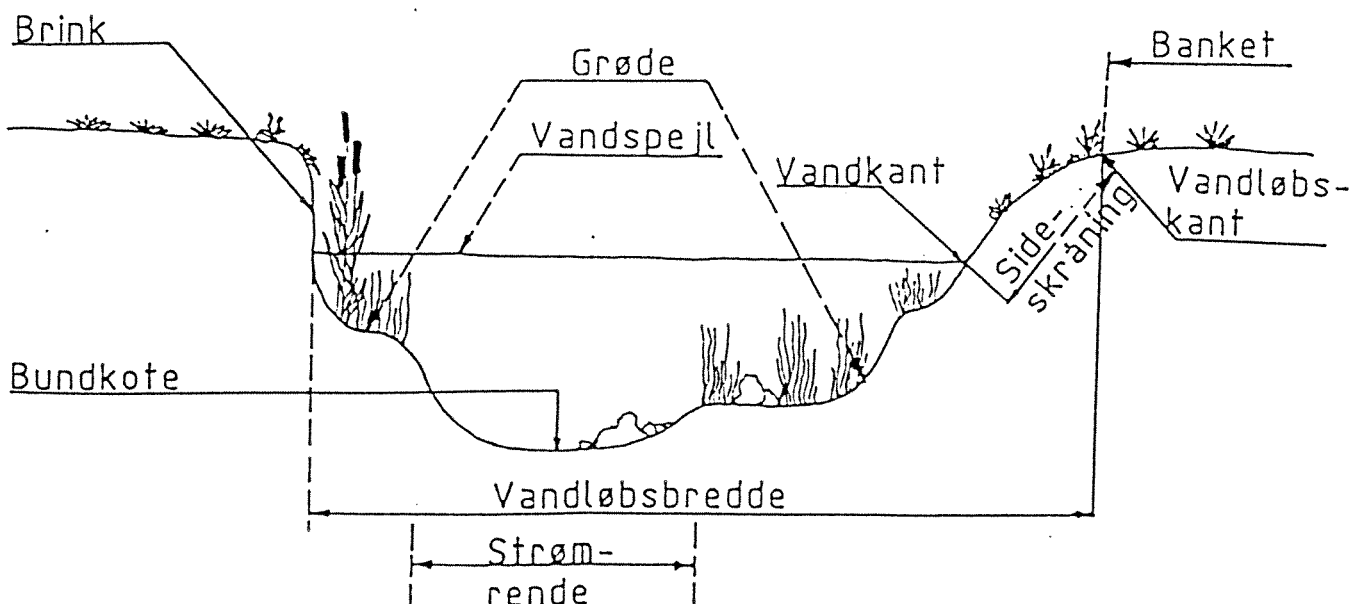 Brink
Grøde
Banket
Vandspejl
Vandkant
Vandløbs-
kant
Side-
skråning
Bundkote
Vandløbsbredde
Strøm-
rende